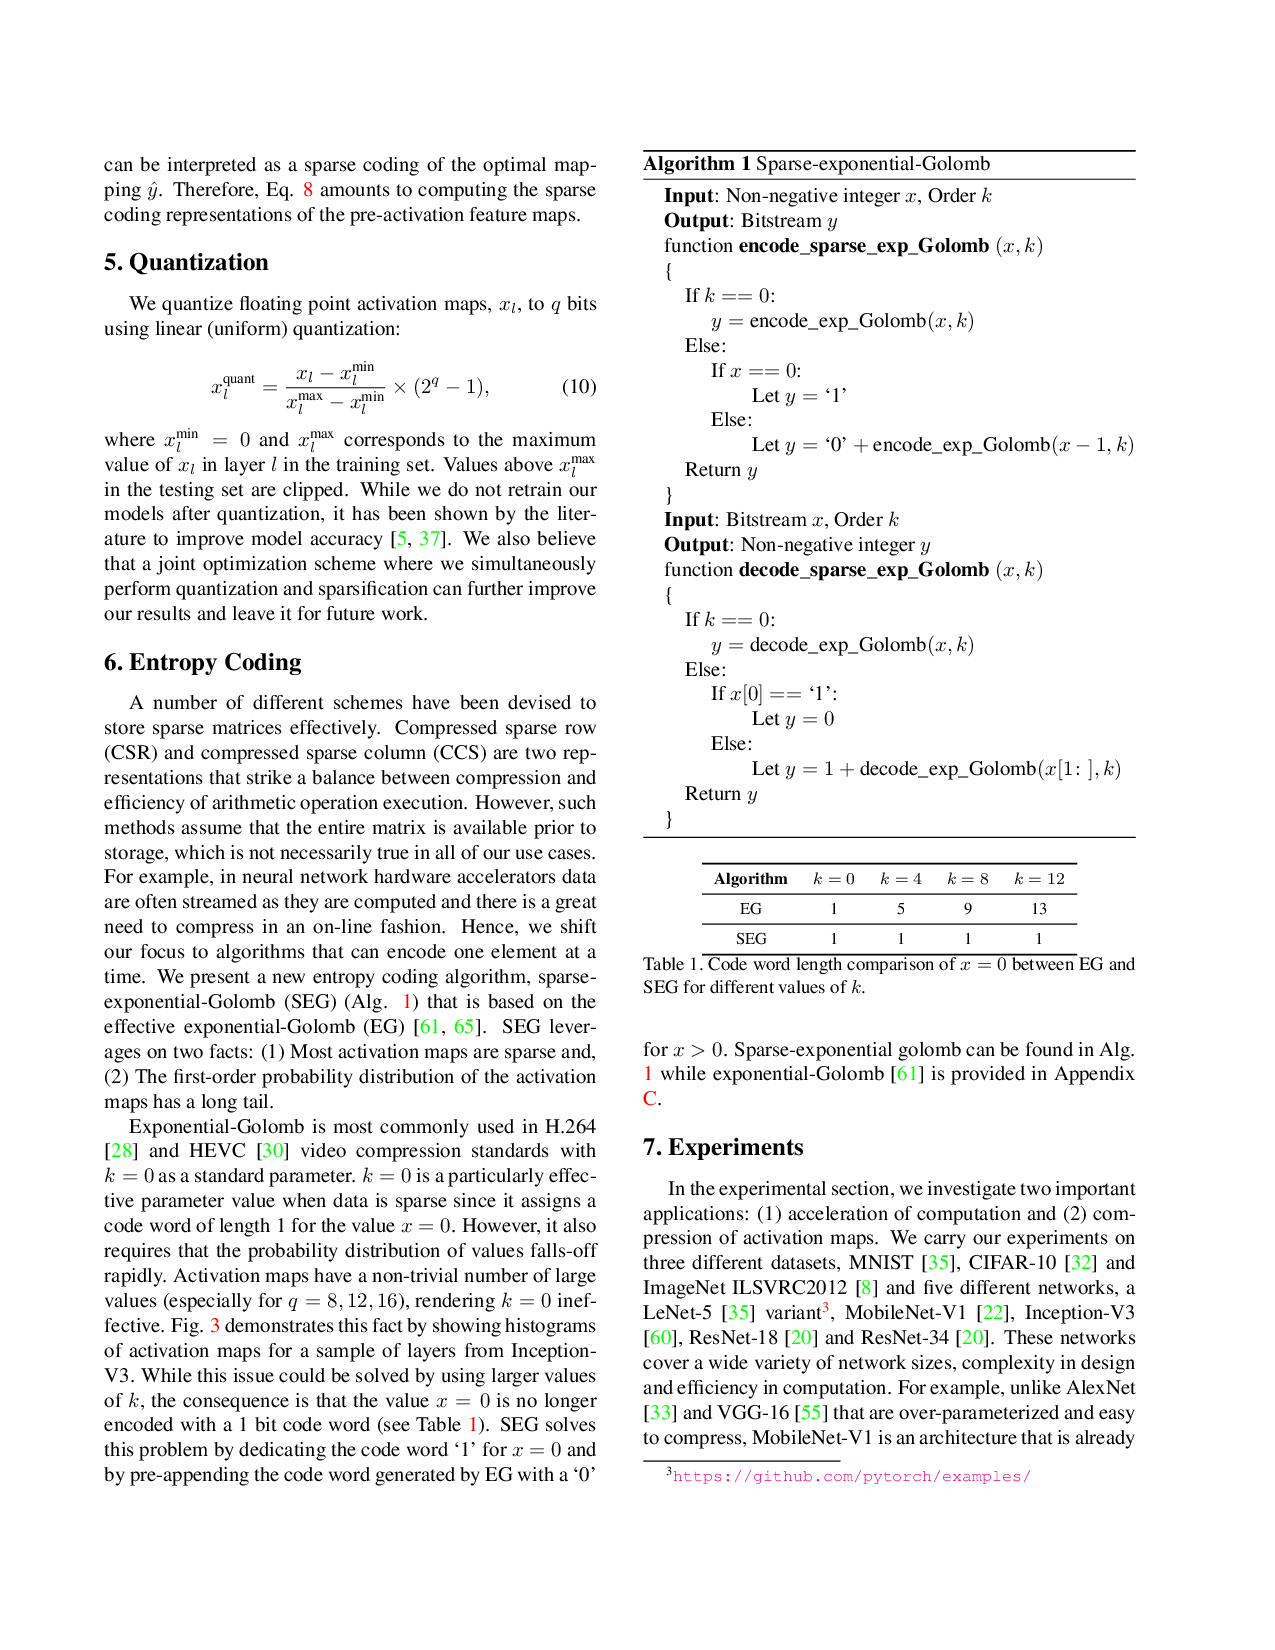 can be interpreted as a sparse coding of the optimal map-
ping ŷ. Therefore, Eq. 8 amounts to computing the sparse
coding representations of the pre-activation feature maps.
5. Quantization
We quantize floating point activation maps, x_l, to q bits
using linear (uniform) quantization:
x_l^quant = (x_l − x_l^min) / (x_l^max − x_l^min) × (2^q − 1), (10)
where x_l^min = 0 and x_l^max corresponds to the maximum
value of x_l in layer l in the training set. Values above x_l^max
in the testing set are clipped. While we do not retrain our
models after quantization, it has been shown by the liter-
ature to improve model accuracy [5, 37]. We also believe
that a joint optimization scheme where we simultaneously
perform quantization and sparsification can further improve
our results and leave it for future work.
6. Entropy Coding
A number of different schemes have been devised to
store sparse matrices effectively. Compressed sparse row
(CSR) and compressed sparse column (CCS) are two rep-
resentations that strike a balance between compression and
efficiency of arithmetic operation execution. However, such
methods assume that the entire matrix is available prior to
storage, which is not necessarily true in all of our use cases.
For example, in neural network hardware accelerators data
are often streamed as they are computed and there is a great
need to compress in an on-line fashion. Hence, we shift
our focus to algorithms that can encode one element at a
time. We present a new entropy coding algorithm, sparse-
exponential-Golomb (SEG) (Alg. 1) that is based on the
effective exponential-Golomb (EG) [61, 65]. SEG lever-
ages on two facts: (1) Most activation maps are sparse and,
(2) The first-order probability distribution of the activation
maps has a long tail.
Exponential-Golomb is most commonly used in H.264
[28] and HEVC [30] video compression standards with
k = 0 as a standard parameter. k = 0 is a particularly effec-
tive parameter value when data is sparse since it assigns a
code word of length 1 for the value x = 0. However, it also
requires that the probability distribution of values falls-off
rapidly. Activation maps have a non-trivial number of large
values (especially for q = 8, 12, 16), rendering k = 0 inef-
fective. Fig. 3 demonstrates this fact by showing histograms
of activation maps for a sample of layers from Inception-
V3. While this issue could be solved by using larger values
of k, the consequence is that the value x = 0 is no longer
encoded with a 1 bit code word (see Table 1). SEG solves
this problem by dedicating the code word ‘1’ for x = 0 and
by pre-appending the code word generated by EG with a ‘0’
Algorithm 1 Sparse-exponential-Golomb
Input: Non-negative integer x, Order k
Output: Bitstream y
function encode_sparse_exp_Golomb (x, k)
{
If k == 0:
y = encode_exp_Golomb(x, k)
Else:
If x == 0:
Let y = ‘1’
Else:
Let y = ‘0’ + encode_exp_Golomb(x − 1, k)
Return y
}
Input: Bitstream x, Order k
Output: Non-negative integer y
function decode_sparse_exp_Golomb (x, k)
{
If k == 0:
y = decode_exp_Golomb(x, k)
Else:
If x[0] == ‘1’:
Let y = 0
Else:
Let y = 1 + decode_exp_Golomb(x[1: ], k)
Return y
}
Algorithm k = 0 k = 4 k = 8 k = 12
EG 1 5 9 13
SEG 1 1 1 1
Table 1. Code word length comparison of x = 0 between EG and
SEG for different values of k.
for x > 0. Sparse-exponential golomb can be found in Alg.
1 while exponential-Golomb [61] is provided in Appendix
C.
7. Experiments
In the experimental section, we investigate two important
applications: (1) acceleration of computation and (2) com-
pression of activation maps. We carry our experiments on
three different datasets, MNIST [35], CIFAR-10 [32] and
ImageNet ILSVRC2012 [8] and five different networks, a
LeNet-5 [35] variant³, MobileNet-V1 [22], Inception-V3
[60], ResNet-18 [20] and ResNet-34 [20]. These networks
cover a wide variety of network sizes, complexity in design
and efficiency in computation. For example, unlike AlexNet
[33] and VGG-16 [55] that are over-parameterized and easy
to compress, MobileNet-V1 is an architecture that is already
³https://github.com/pytorch/examples/